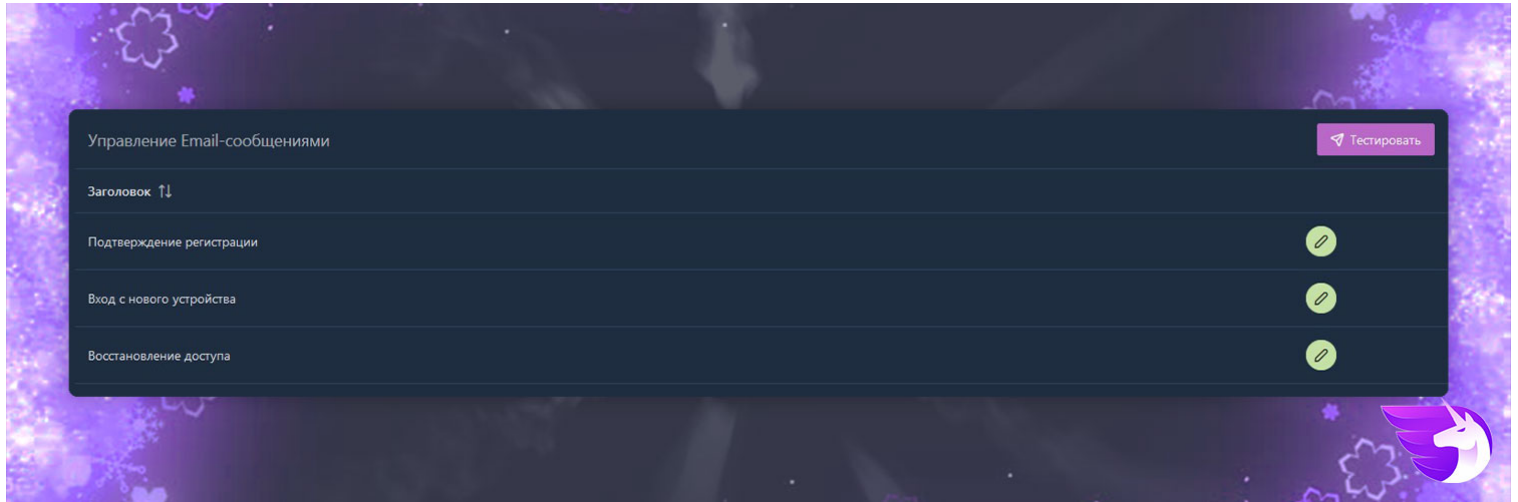 Управление Email-сообщениями
Тестировать
Заголовок
Подтверждение регистрации
Вход с нового устройства
Восстановление доступа